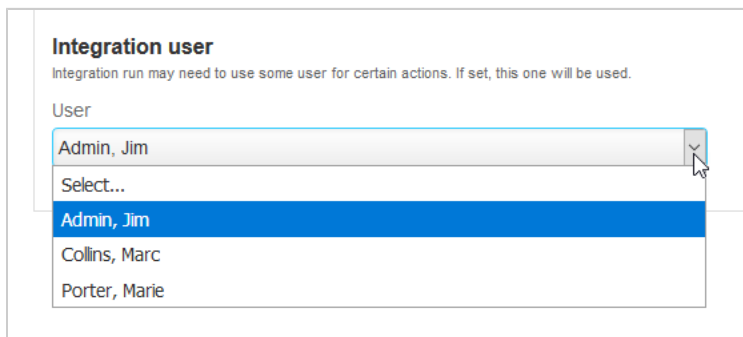 Integration user
Integration run may need to use some user for certain actions. If set, this one will be used.
User
Admin, Jim
Select...
Admin, Jim
Collins, Marc
Porter, Marie